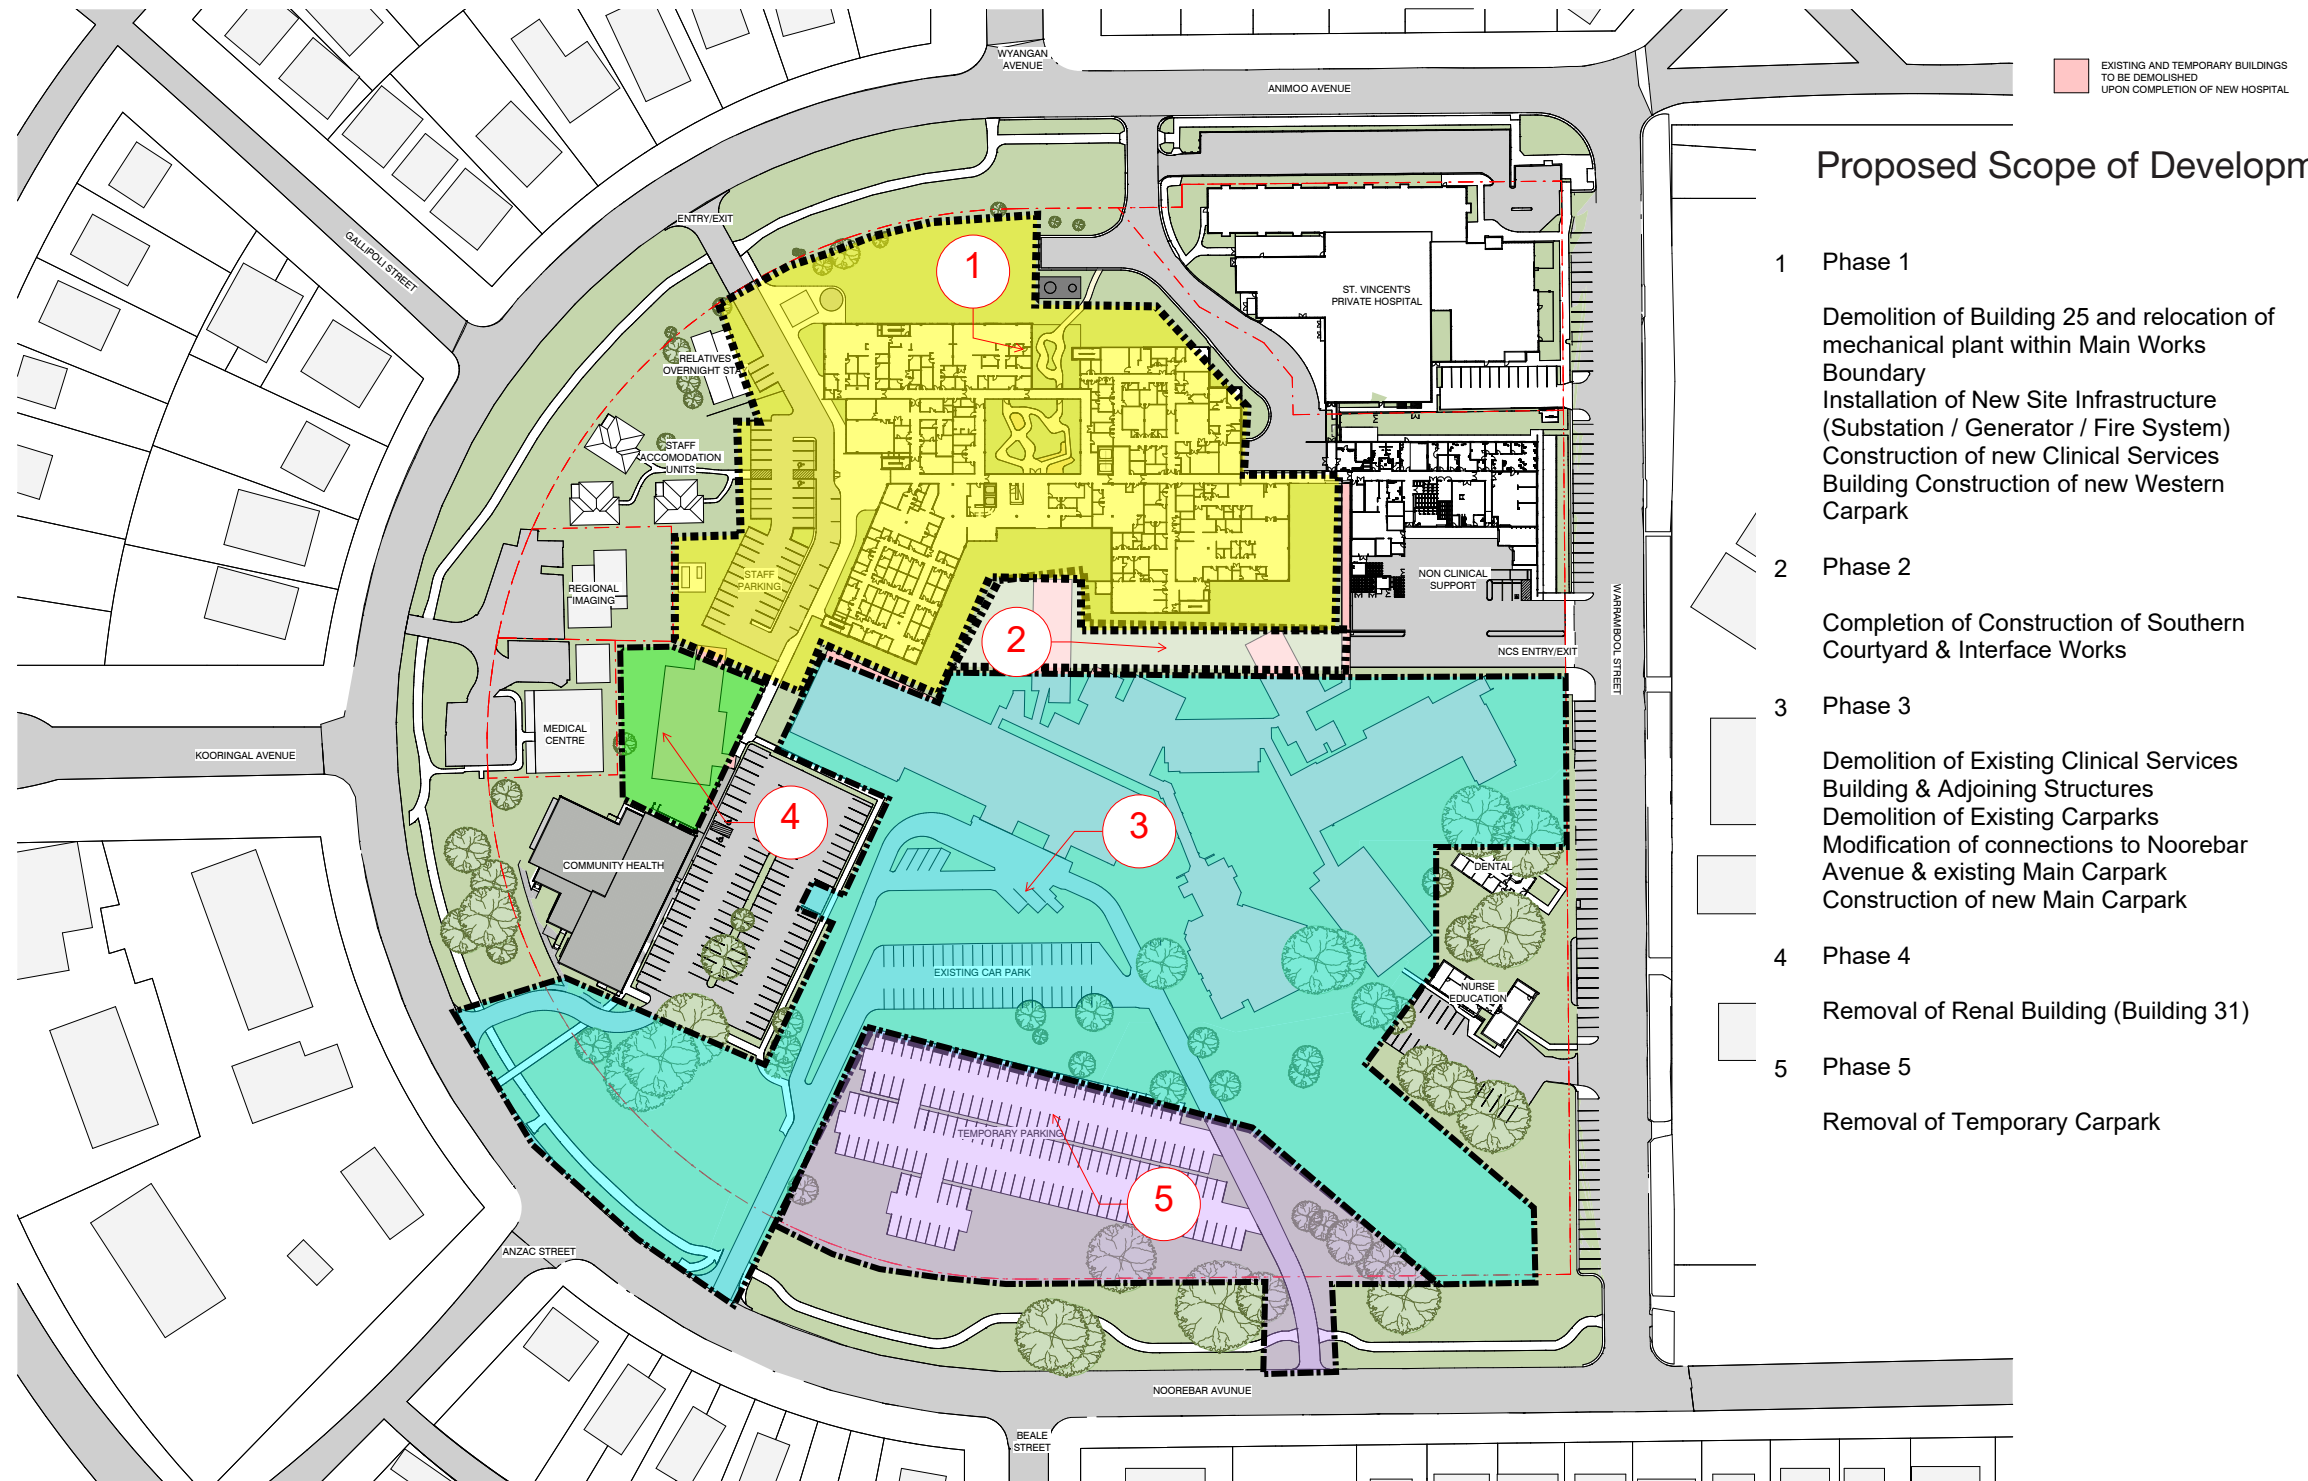 WYANGAN
AVENUE
ANIMOO AVENUE
EXISTING AND TEMPORARY BUILDINGS
TO BE DEMOLISHED
UPON COMPLETION OF NEW HOSPITAL
Proposed Scope of Developm
ENTRY/EXIT
GALLIPOLI STREET
1
ST. VINCENT'S
PRIVATE HOSPITAL
RELATIVES
OVERNIGHT STA
STAFF
ACCOMODATION
UNITS
REGIONAL
IMAGING
STAFF
PARKING
NON CLINICAL
SUPPORT
WARRAMBOOL STREET
2
NCS ENTRY/EXIT
MEDICAL
CENTRE
KOORINGAL AVENUE
4
3
COMMUNITY HEALTH
DENTAL
EXISTING CAR PARK
NURSE
EDUCATION
TEMPORARY PARKING
5
ANZAC STREET
NOOREBAR AVUNUE
BEALE
STREET
1 Phase 1
Demolition of Building 25 and relocation of
mechanical plant within Main Works
Boundary
Installation of New Site Infrastructure
(Substation / Generator / Fire System)
Construction of new Clinical Services
Building Construction of new Western
Carpark
2 Phase 2
Completion of Construction of Southern
Courtyard & Interface Works
3 Phase 3
Demolition of Existing Clinical Services
Building & Adjoining Structures
Demolition of Existing Carparks
Modification of connections to Noorebar
Avenue & existing Main Carpark
Construction of new Main Carpark
4 Phase 4
Removal of Renal Building (Building 31)
5 Phase 5
Removal of Temporary Carpark